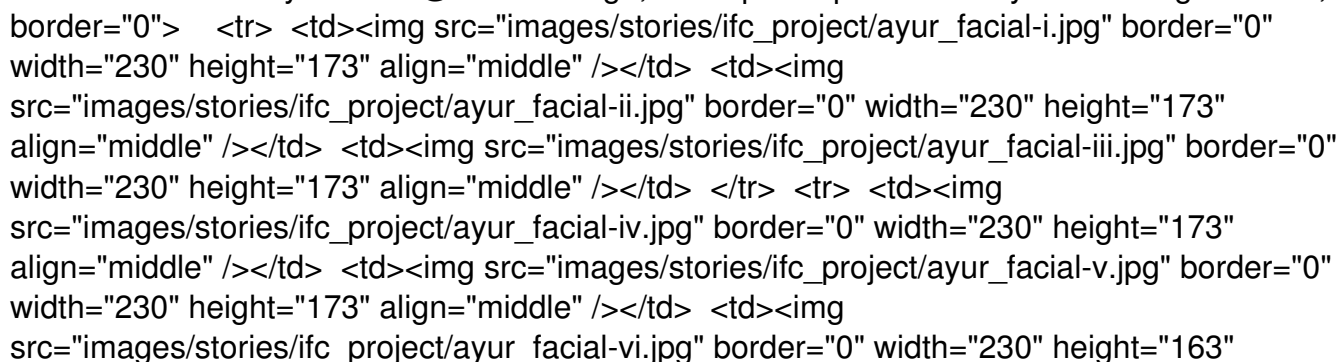 border="0"> <tr> <td><img src="images/stories/ifc_project/ayur_facial-i.jpg" border="0"
width="230" height="173" align="middle" /></td> <td><img
src="images/stories/ifc_project/ayur_facial-ii.jpg" border="0" width="230" height="173"
align="middle" /></td> <td><img src="images/stories/ifc_project/ayur_facial-iii.jpg" border="0"
width="230" height="173" align="middle" /></td> </tr> <tr> <td><img
src="images/stories/ifc_project/ayur_facial-iv.jpg" border="0" width="230" height="173"
align="middle" /></td> <td><img src="images/stories/ifc_project/ayur_facial-v.jpg" border="0"
width="230" height="173" align="middle" /></td> <td><img
src="images/stories/ifc_project/ayur_facial-vi.jpg" border="0" width="230" height="163"